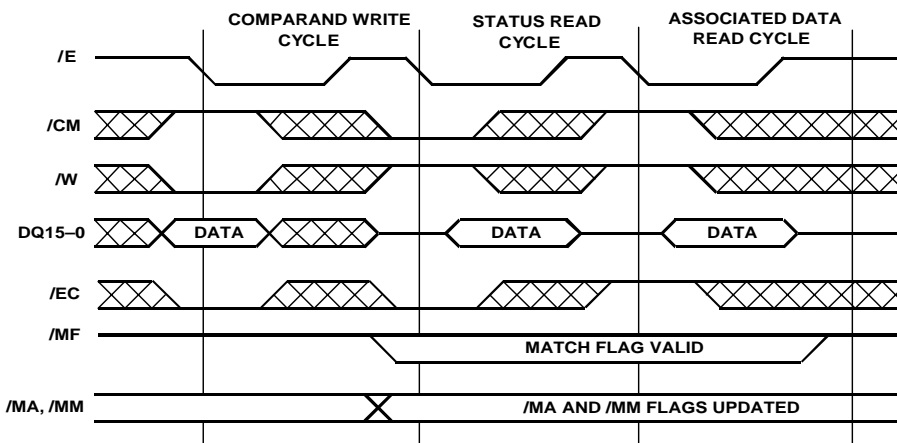 COMPARAND WRITE
CYCLE
STATUS READ
CYCLE
ASSOCIATED DATA
READ CYCLE
/E
/CM
/W
DQ15–0
DATA
DATA
DATA
/EC
/MF
MATCH FLAG VALID
/MA, /MM
/MA AND /MM FLAGS UPDATED